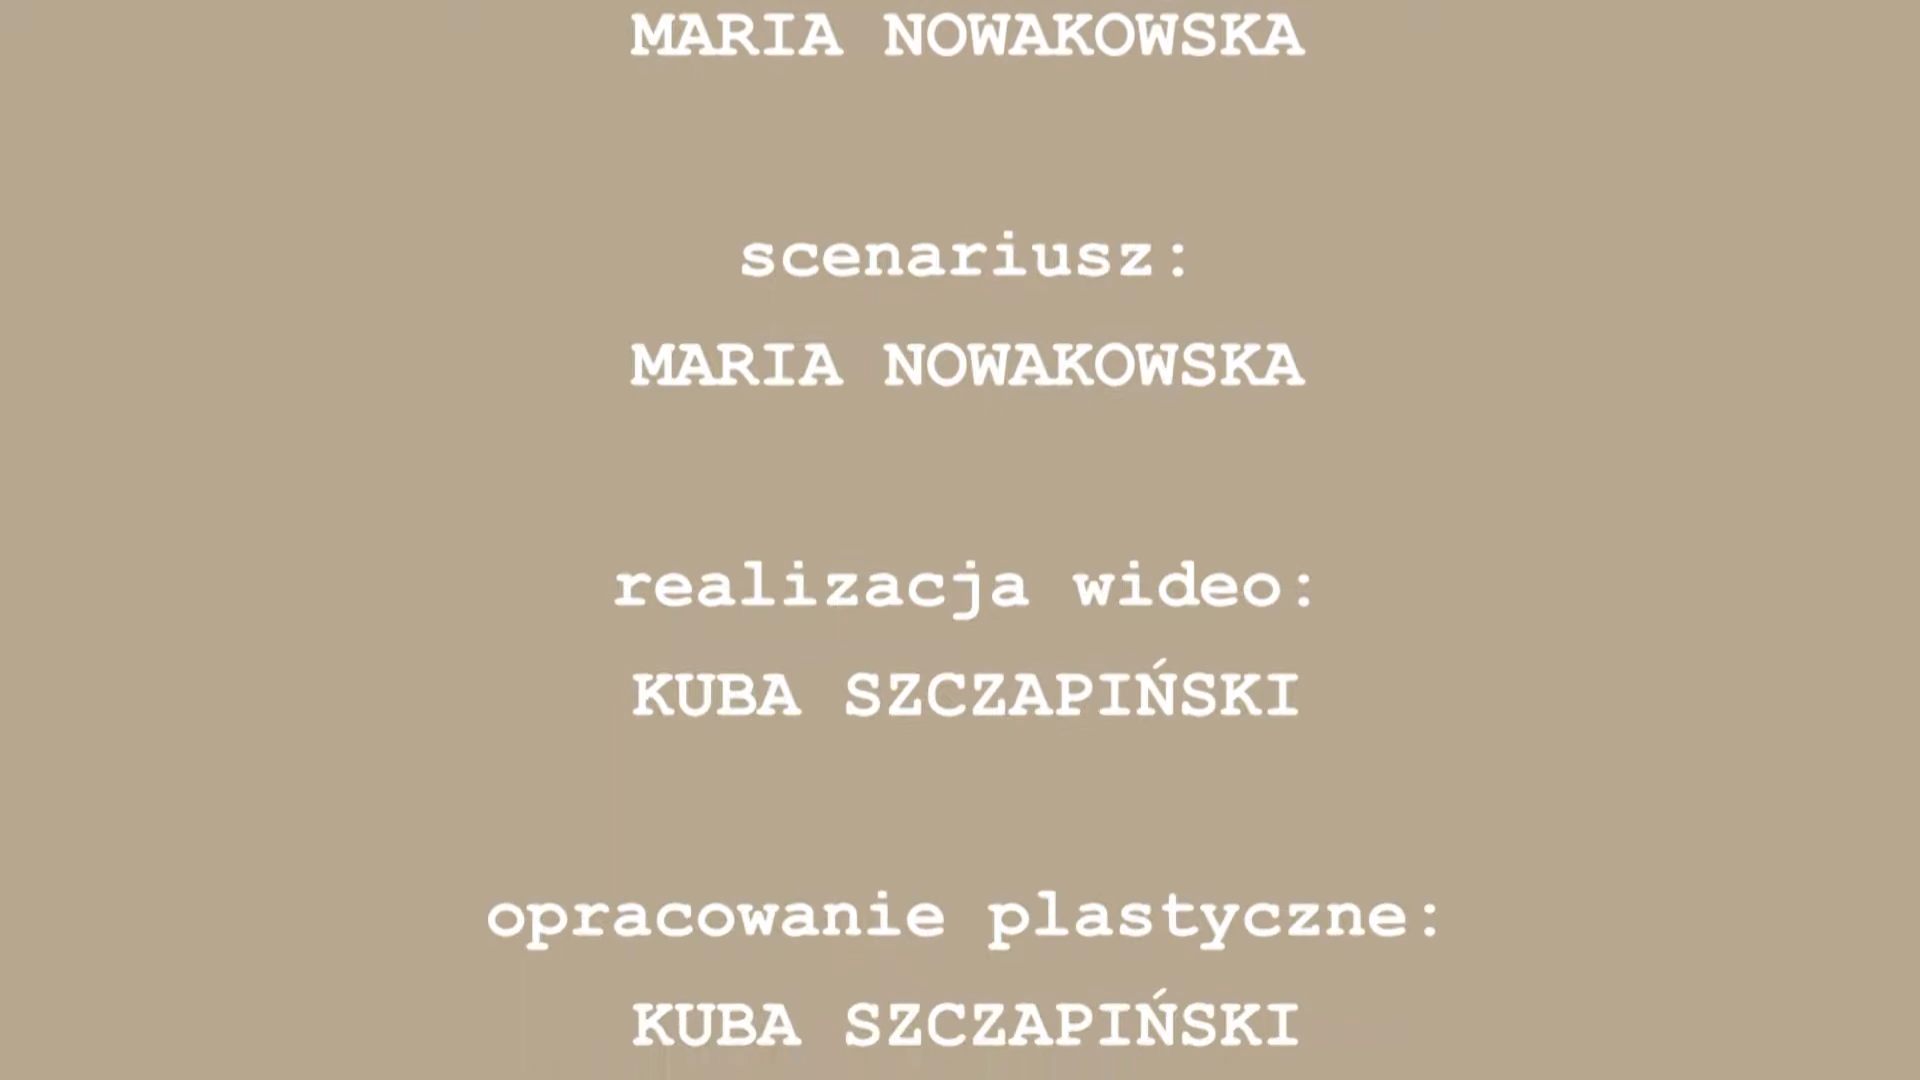 MARIA NOWAKOWSKA
scenariusz:
MARIA NOWAKOWSKA
realizacja wideo:
KUBA SZCZAPIŃSKI
opracowanie plastyczne:
KUBA SZCZAPIŃSKI